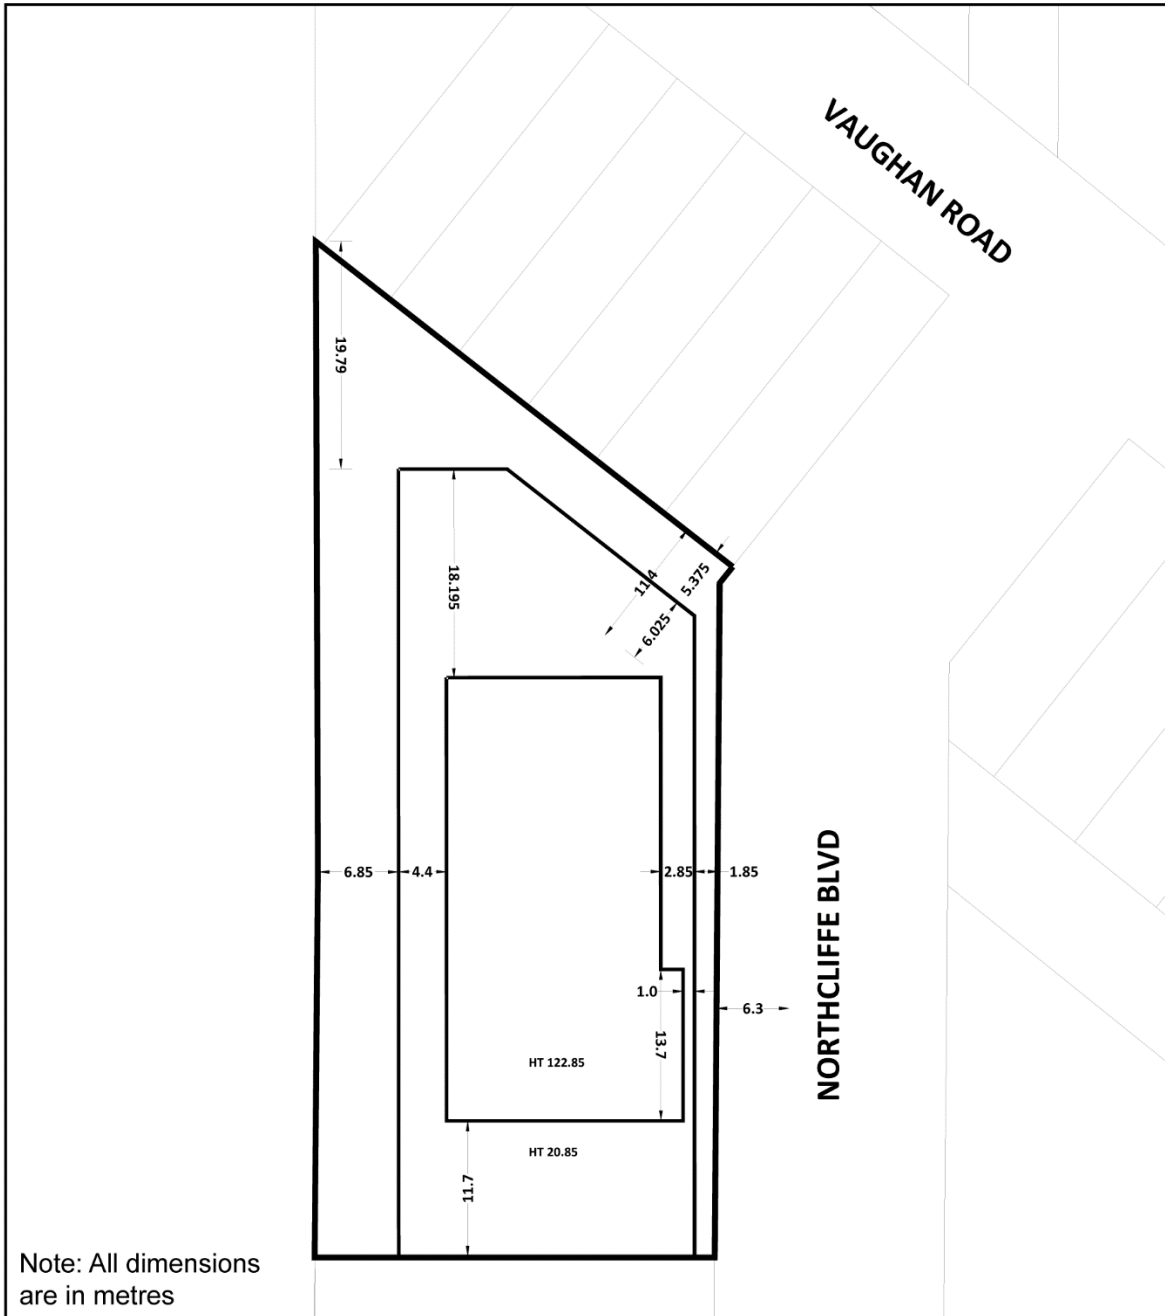 VAUGHAN ROAD
19.79
18.195
11.4
5.375
6.025
6.85
4.4
2.85
1.85
1.0
6.3
13.7
NORTHCLIFFE BLVD
HT 122.85
HT 20.85
11.7
Note: All dimensions
are in metres